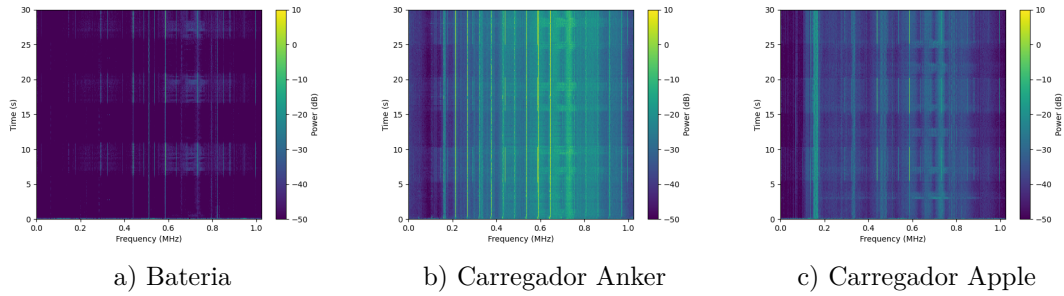 30
25
20
15
10
5
0
Time (s)
0.0 0.2 0.4 0.6 0.8 1.0
Frequency (MHz)
10
0
−10
−20
−30
−40
−50
Power (dB)
a) Bateria
30
25
20
15
10
5
0
Time (s)
0.0 0.2 0.4 0.6 0.8 1.0
Frequency (MHz)
10
0
−10
−20
−30
−40
−50
Power (dB)
b) Carregador Anker
30
25
20
15
10
5
0
Time (s)
0.0 0.2 0.4 0.6 0.8 1.0
Frequency (MHz)
10
0
−10
−20
−30
−40
−50
Power (dB)
c) Carregador Apple